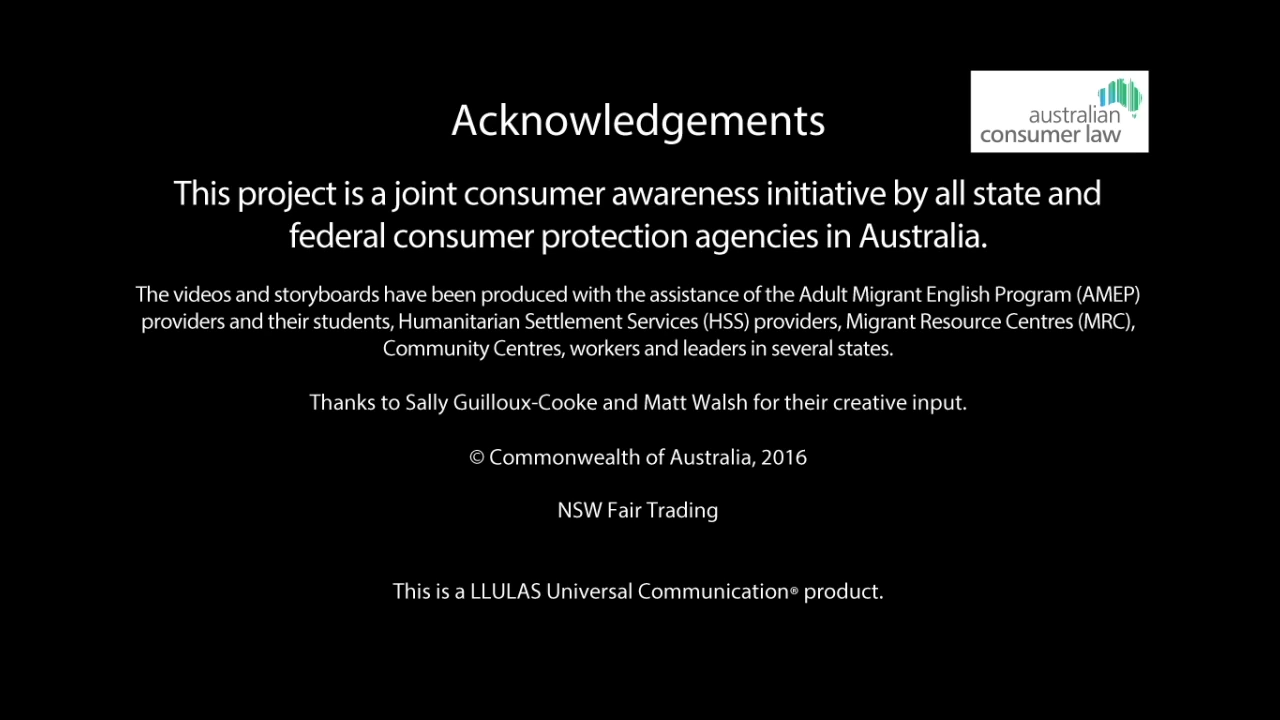 Acknowledgements
australian
consumer law
This project is a joint consumer awareness initiative by all state and
federal consumer protection agencies in Australia.
The videos and storyboards have been produced with the assistance of the Adult Migrant English Program (AMEP)
providers and their students, Humanitarian Settlement Services (HSS) providers, Migrant Resource Centres (MRC),
Community Centres, workers and leaders in several states.
Thanks to Sally Guilloux-Cooke and Matt Walsh for their creative input.
© Commonwealth of Australia, 2016
NSW Fair Trading
This is a LLULAS Universal Communication® product.